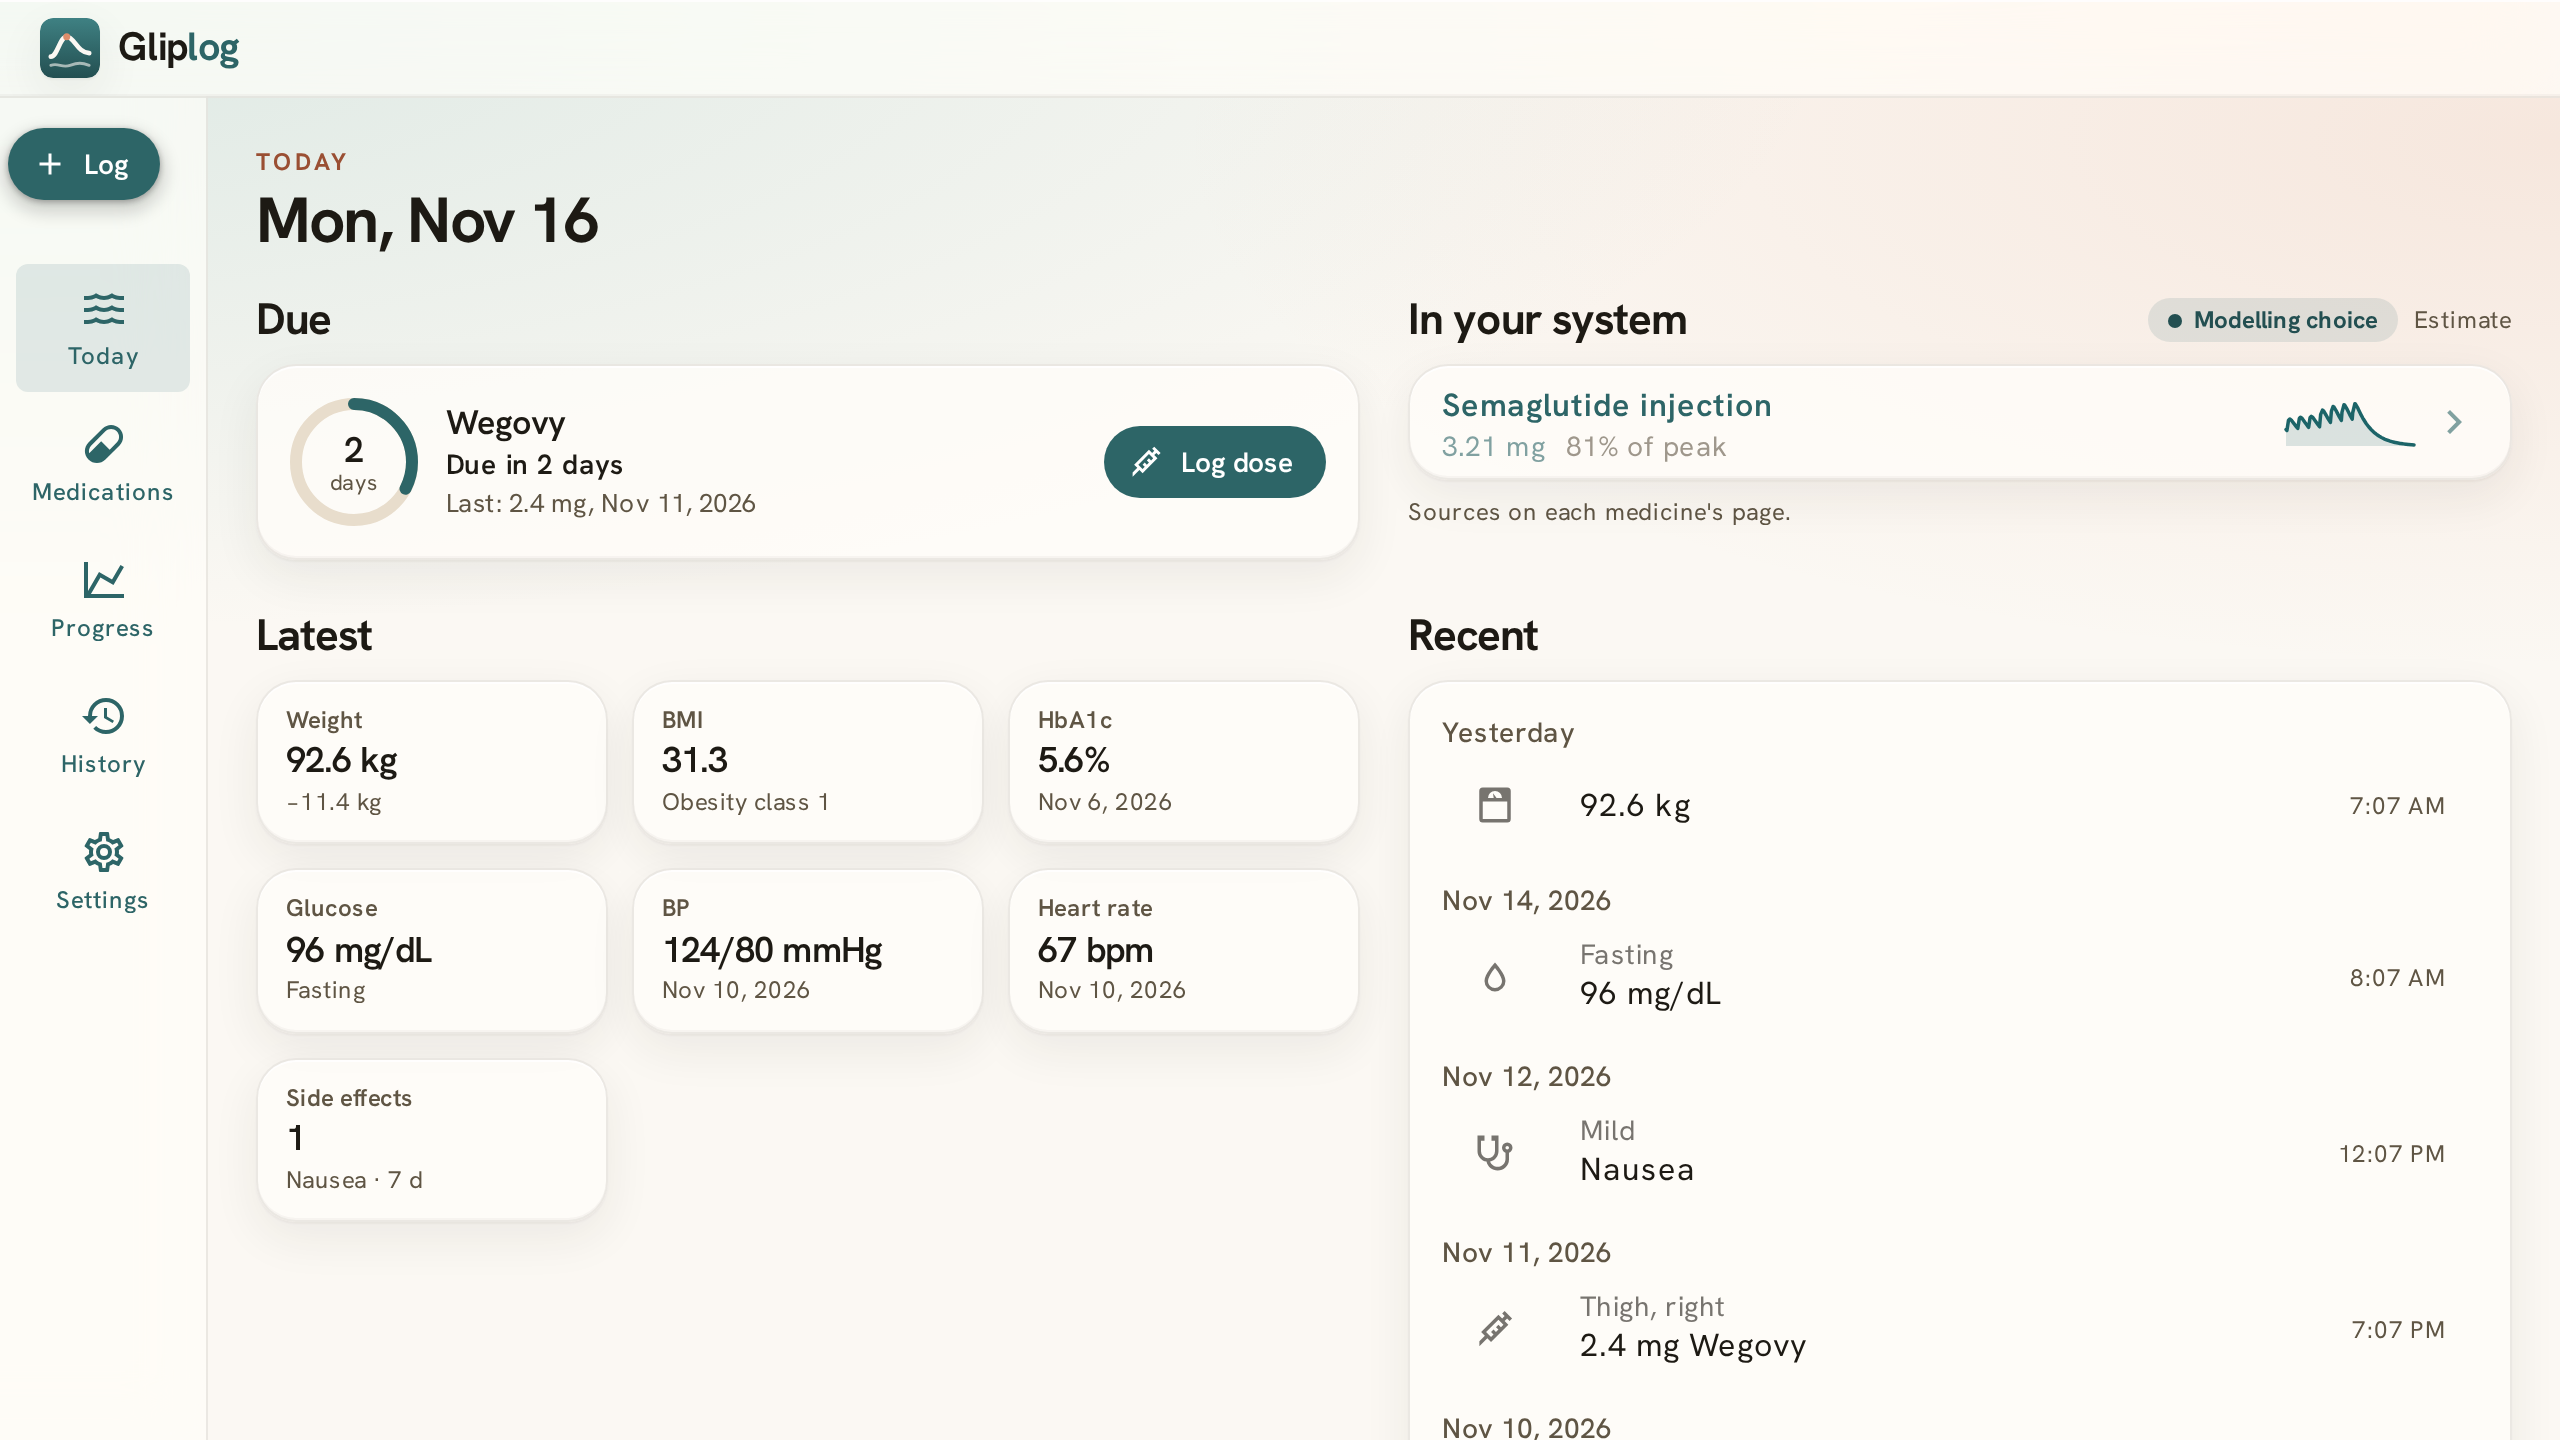 Gliplog
Log
Today
Medications
Progress
History
Settings
TODAY
Mon, Nov 16
Due
2
days
Wegovy
Due in 2 days
Last: 2.4 mg, Nov 11, 2026
Log dose
In your system
Modelling choice
Estimate
Semaglutide injection
3.21 mg 81% of peak
Sources on each medicine's page.
Latest
Weight
92.6 kg
−11.4 kg
BMI
31.3
Obesity class 1
HbA1c
5.6%
Nov 6, 2026
Glucose
96 mg/dL
Fasting
BP
124/80 mmHg
Nov 10, 2026
Heart rate
67 bpm
Nov 10, 2026
Side effects
1
Nausea · 7 d
Recent
Yesterday
92.6 kg
7:07 AM
Nov 14, 2026
Fasting
96 mg/dL
8:07 AM
Nov 12, 2026
Mild
Nausea
12:07 PM
Nov 11, 2026
Thigh, right
2.4 mg Wegovy
7:07 PM
Nov 10, 2026